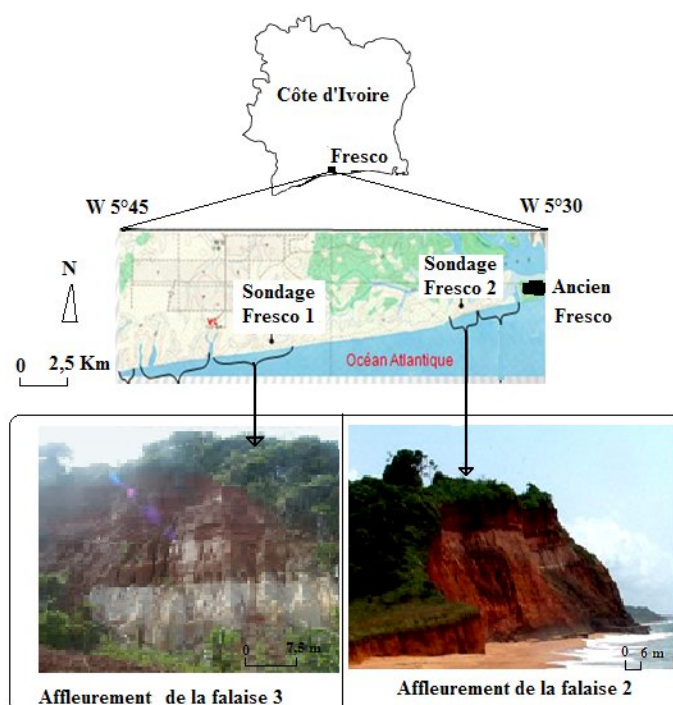 Côte d'Ivoire
Fresco
W 5°45
W 5°30
N
Sondage
Fresco 1
Sondage
Fresco 2
Ancien
Fresco
0 2,5 Km
Océan Atlantique
0 7,5 m
0 6 m
Affleurement de la falaise 3
Affleurement de la falaise 2